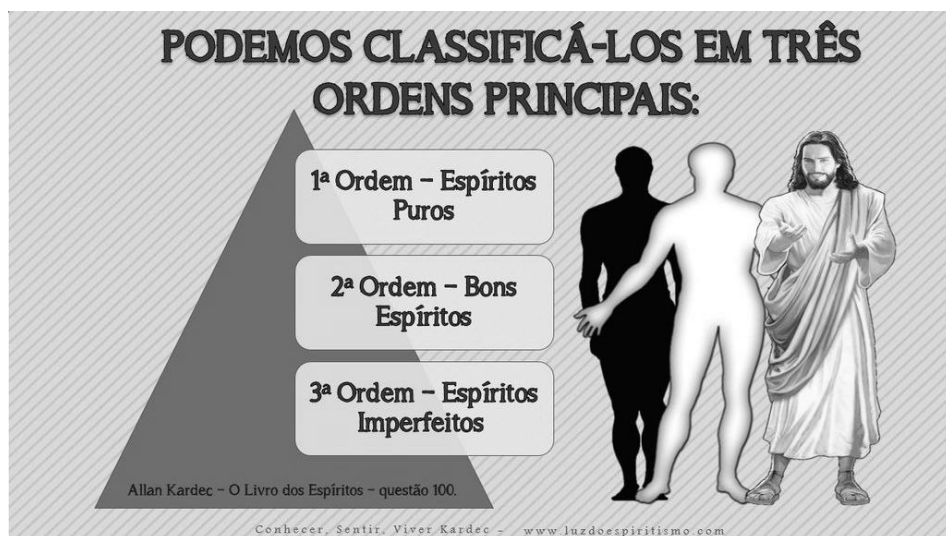 PODEMOS CLASSIFICÁ-LOS EM TRÊS
ORDENS PRINCIPAIS:
1ª Ordem – Espíritos
Puros
2ª Ordem – Bons
Espíritos
3ª Ordem – Espíritos
Imperfeitos
Allan Kardec – O Livro dos Espíritos – questão 100.
Conhecer, Sentir, Viver Kardec – www.luzdoespiritismo.com